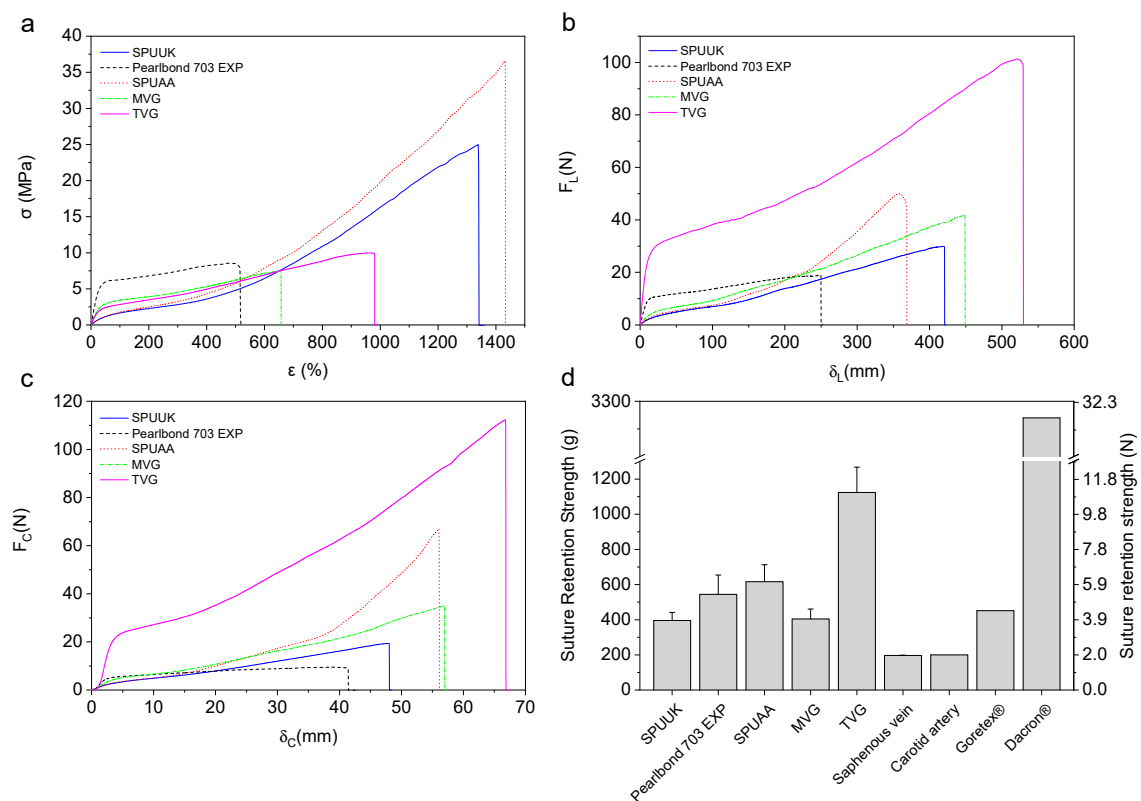 a
SPUUK
Pearlbond 703 EXP
SPUAA
MVG
TVG
40
35
30
25
20
15
10
5
0
σ (MPa)
0 200 400 600 800 1000 1200 1400
ε (%)
b
SPUUK
Pearlbond 703 EXP
SPUAA
MVG
TVG
100
80
60
40
20
0
F_L(N)
0 100 200 300 400 500 600
δ_L(mm)
c
SPUUK
Pearlbond 703 EXP
SPUAA
MVG
TVG
120
100
80
60
40
20
0
F_C(N)
0 10 20 30 40 50 60 70
δ_C(mm)
d
3300
1200
1000
800
600
400
200
0
Suture Retention Strength (g)
32.3
11.8
9.8
7.8
5.9
3.9
2.0
0.0
Suture retention strength (N)
SPUUK
Pearlbond 703 EXP
SPUAA
MVG
TVG
Saphenous vein
Carotid artery
Goretex®
Dacron®